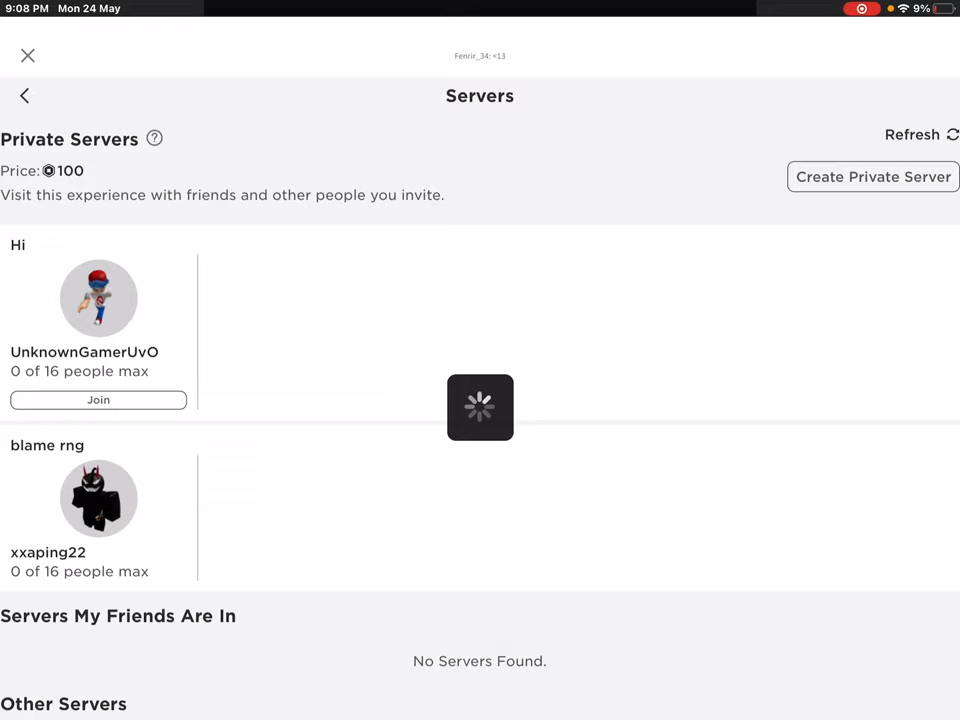 9:08 PM Mon 24 May 9%
Fenrir_34: <13
Servers
Private Servers ?
Refresh
Price: 100
Create Private Server
Visit this experience with friends and other people you invite.
Hi
UnknownGamerUvO
0 of 16 people max
Join
blame rng
xxaping22
0 of 16 people max
Servers My Friends Are In
No Servers Found.
Other Servers